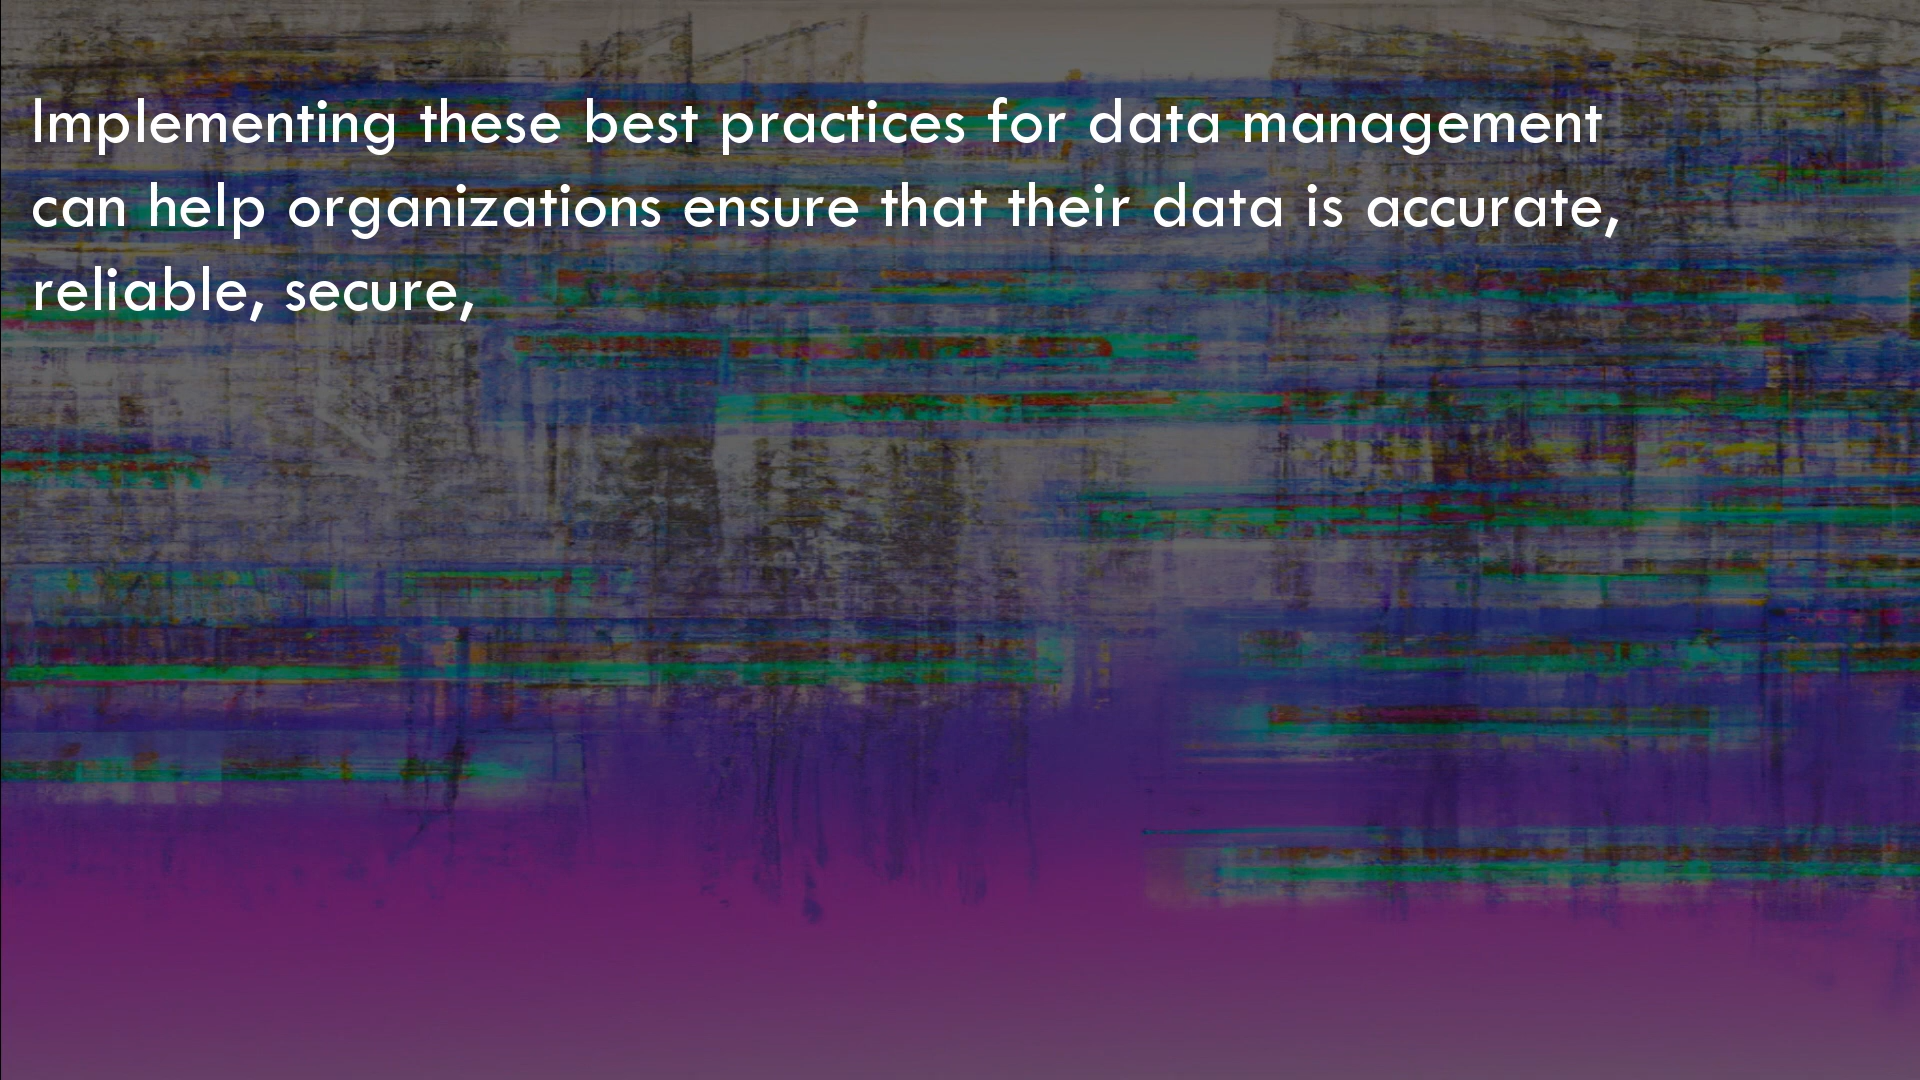 Implementing these best practices for data management
can help organizations ensure that their data is accurate,
reliable, secure,